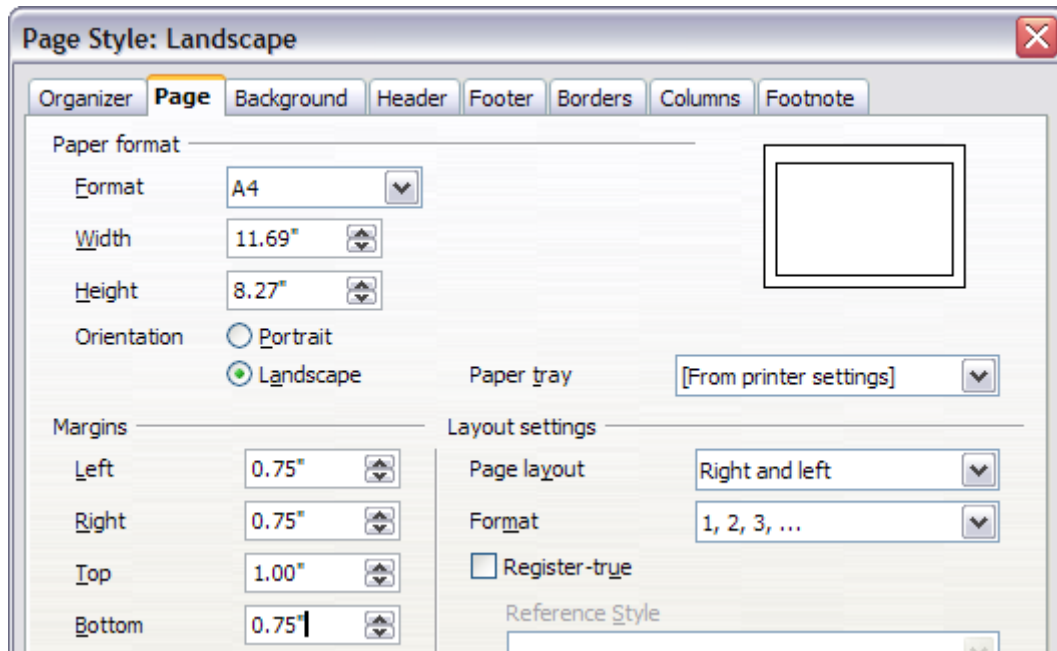 Page Style: Landscape
Organizer Page Background Header Footer Borders Columns Footnote
Paper format
Format A4
Width 11.69"
Height 8.27"
Orientation Portrait
Landscape Paper tray [From printer settings]
Margins Layout settings
Left 0.75" Page layout Right and left
Right 0.75" Format 1, 2, 3, ...
Top 1.00" Register-true
Reference Style
Bottom 0.75"